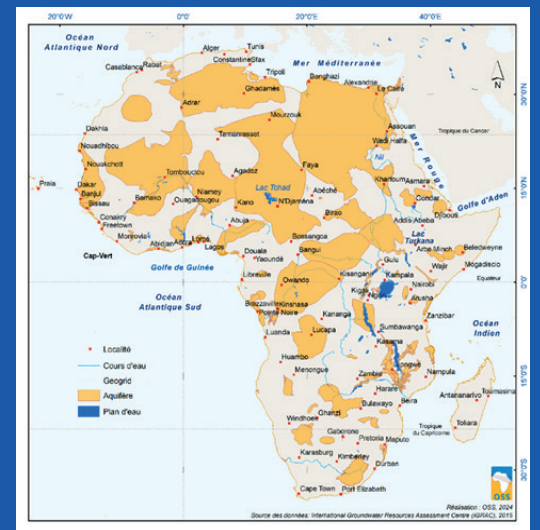 20°0'W
0°0'
20°0'E
40°0'E
Océan
Atlantique Nord
Alger
Tunis
Constantine
Sfax
Mer Méditerranée
Casablanca
Rabat
Tripoli
Benghazi
Alexandrie
Le Caire
Ghadamès
30°0'N
N
Adrar
Mourzouk
Assouan
Tropique du Cancer
Tamanrasset
Wadi Halfa
Dakhla
Nouadhibou
Nil
Mer Rouge
Nouakchott
Faya
Tombouctou
Agadez
Khartoum
Asmara
15°0'N
Praia
Dakar
Lac Tchad
Abéché
Golfe d'Aden
Banjul
Niamey
Gondar
Bissau
Bamako
Ouagadougou
Kano
N'Djaména
Djibouti
Birao
Conakry
Freetown
Abuja
Addis Abeba
Monrovia
Lomé
Bossangoa
Lac
Turkana
Arba Minch
Beledweyne
Abidjan
Accra
Lagos
Bangui
Cap-Vert
Douala
Gulu
Mogadiscio
Yaoundé
Wajir
Golfe de Guinée
Kisangani
Kampala
Equateur
Libreville
0°0'
Owando
Kigali
Nairobi
Océan
Atlantique Sud
Brazzaville
Kinshasa
Arusha
Pointe Noire
Kananga
Zanzibar
Océan
Indien
Luanda
Lucapa
Sumbawanga
Kasama
Localité
Huambo
Cours d'eau
Menongue
Nampula
15°0'S
Geogrid
Harare
Antananarivo
Toamasina
Aquifère
Bulawayo
Beira
Plan d'eau
Ghanzi
Windhoek
Tropique
du Capricorne
Toliara
Gaborone
Pretoria
Maputo
Karasburg
Kimberley
Durban
30°0'S
Cape Town
Port Elizabeth
OSS
Réalisation : OSS, 2024
Source des données: International Groundwater Resources Assessment Centre (IGRAC), 2015